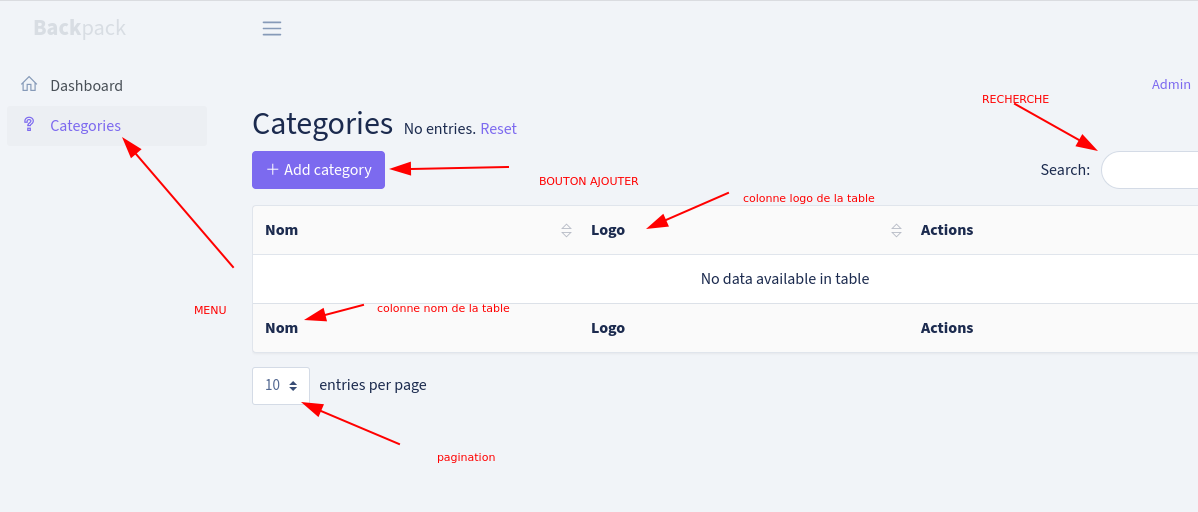 Backpack
Dashboard
Admin
RECHERCHE
Categories
Categories No entries. Reset
+ Add category
BOUTON AJOUTER
Search:
colonne logo de la table
Nom Logo Actions
No data available in table
MENU
colonne nom de la table
Nom Logo Actions
10 entries per page
pagination